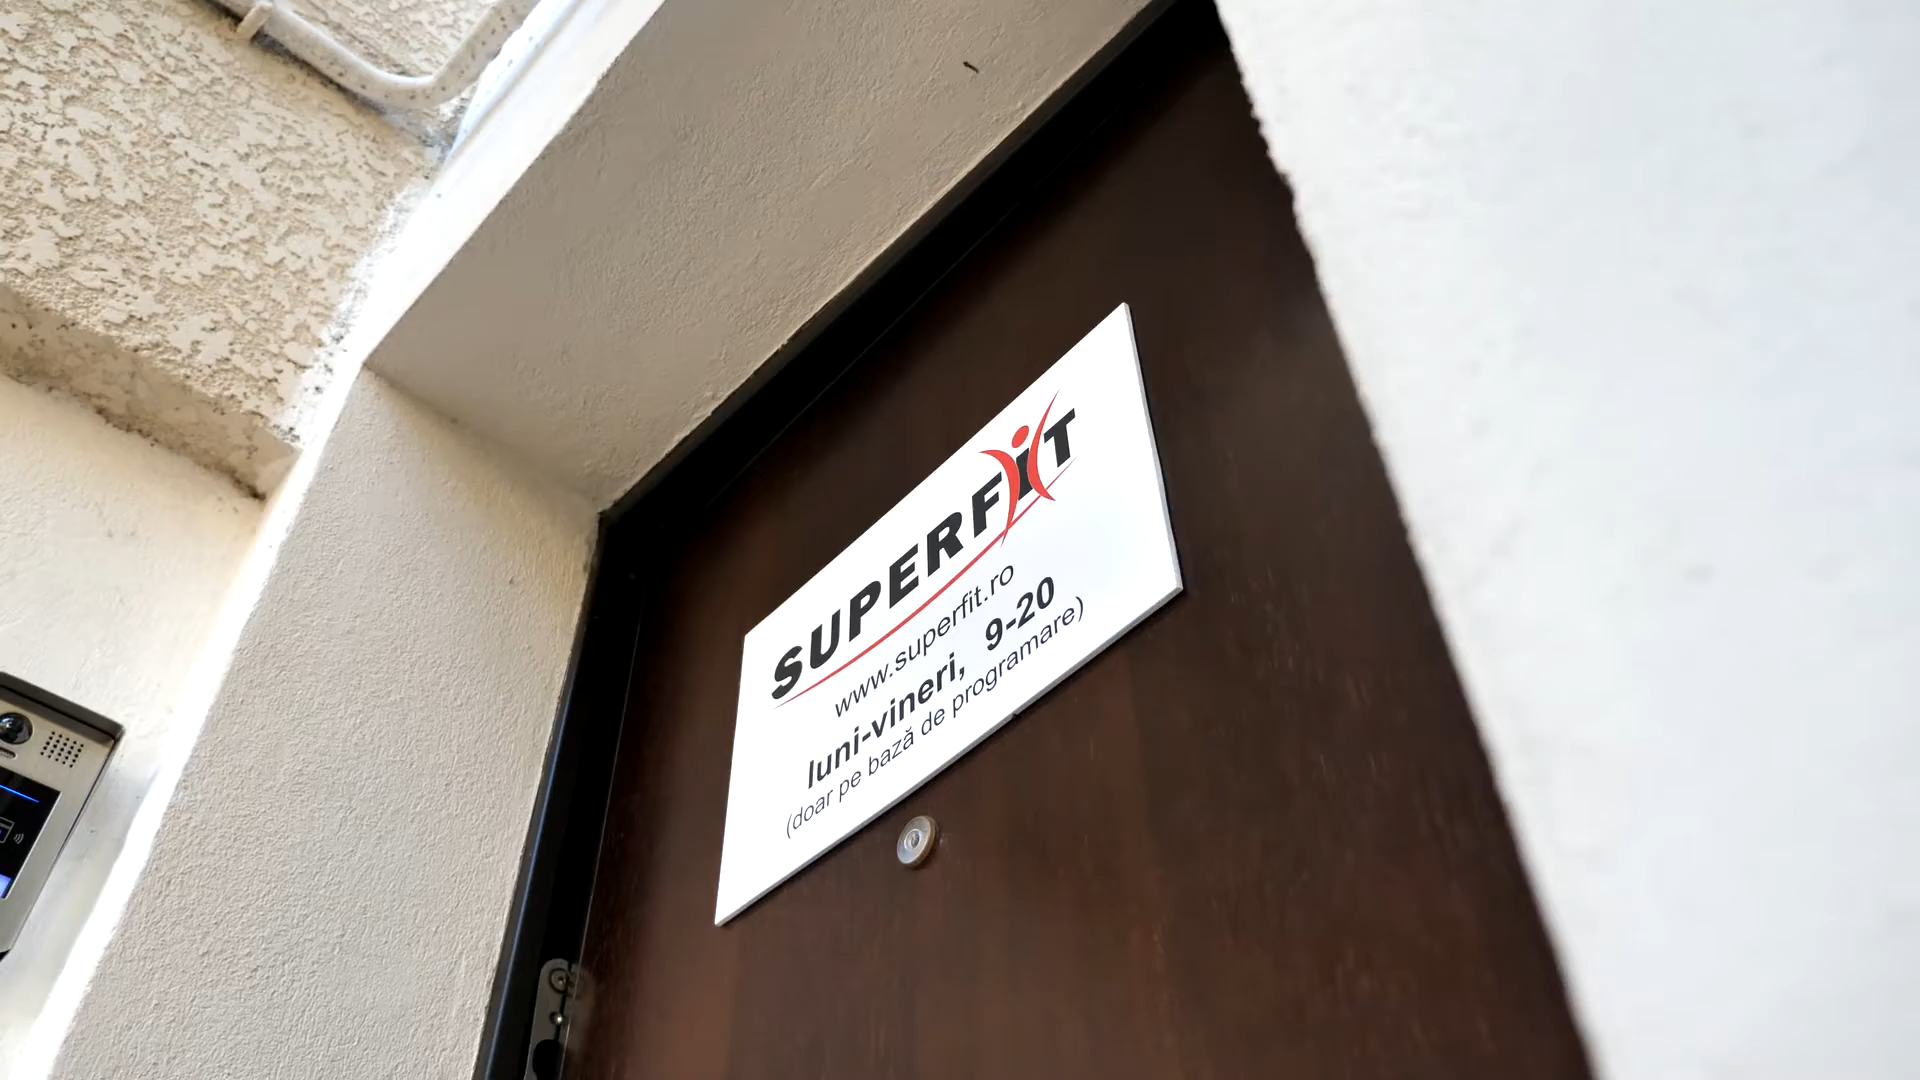 SUPERFiT
www.superfit.ro
luni-vineri, 9-20
(doar pe bază de programare)